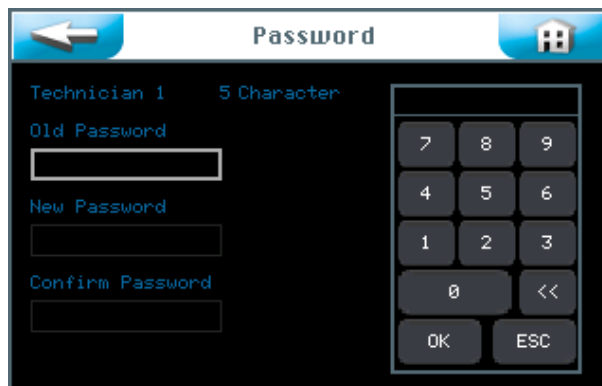 Password
Technician 1 5 Character
Old Password
New Password
Confirm Password
7 8 9
4 5 6
1 2 3
0 <<
OK ESC